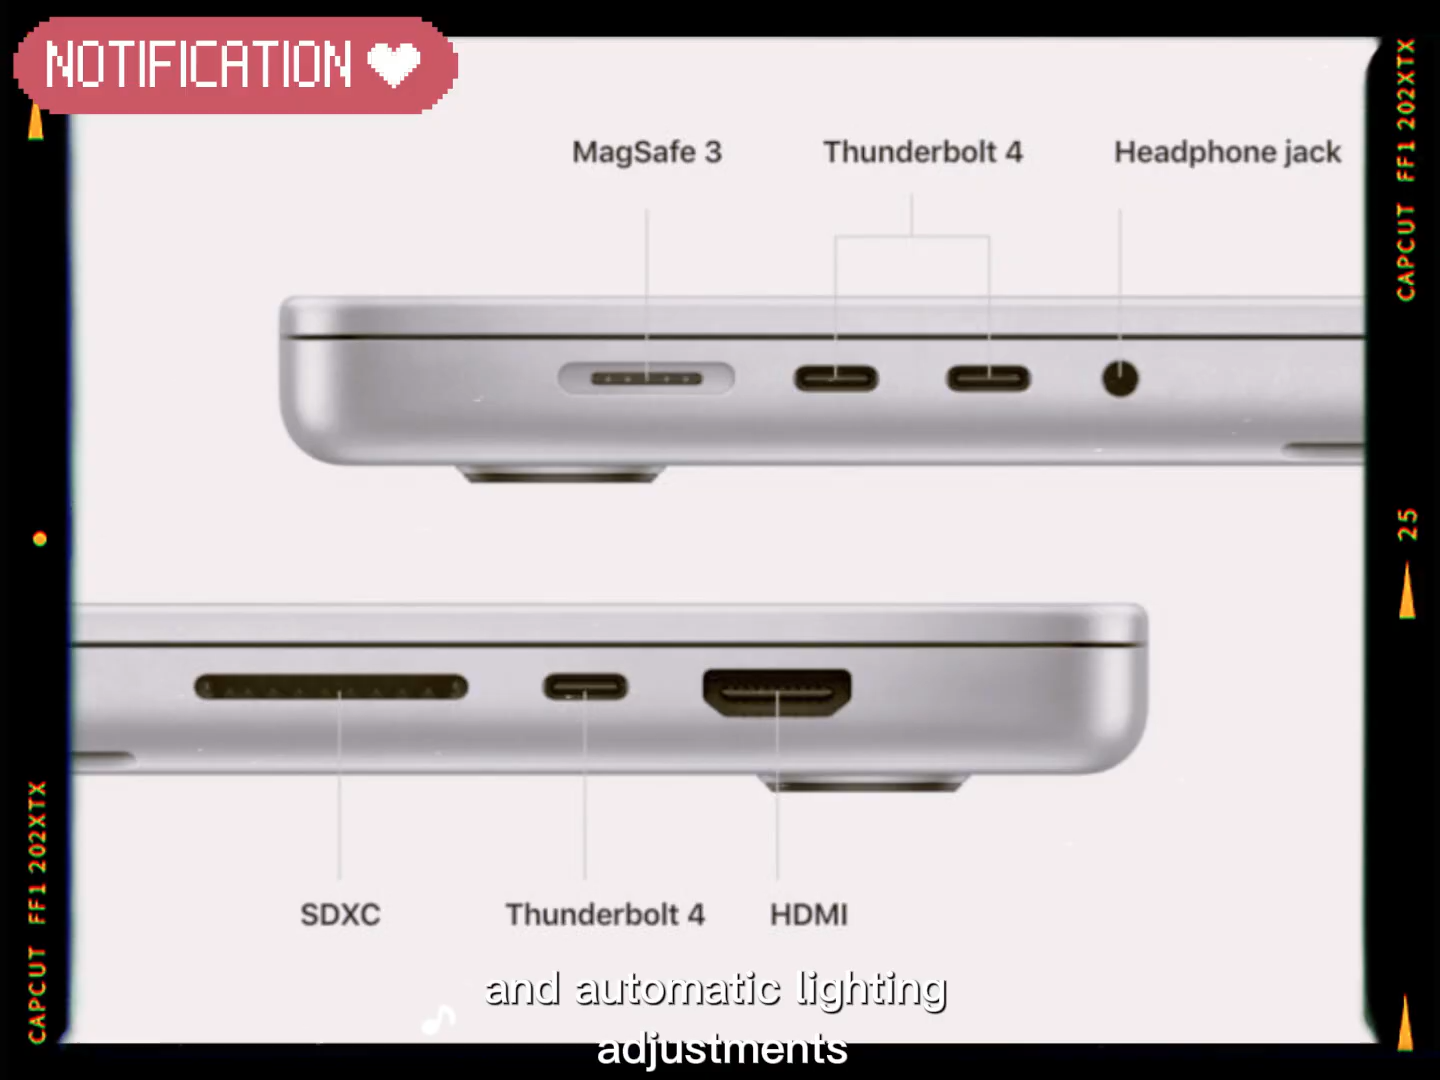 NOTIFICATION
MagSafe 3
Thunderbolt 4
Headphone jack
SDXC
Thunderbolt 4
HDMI
and automatic lighting
adjustments
CAPCUT FF1 202XTX
CAPCUT FF1 202XTX
25